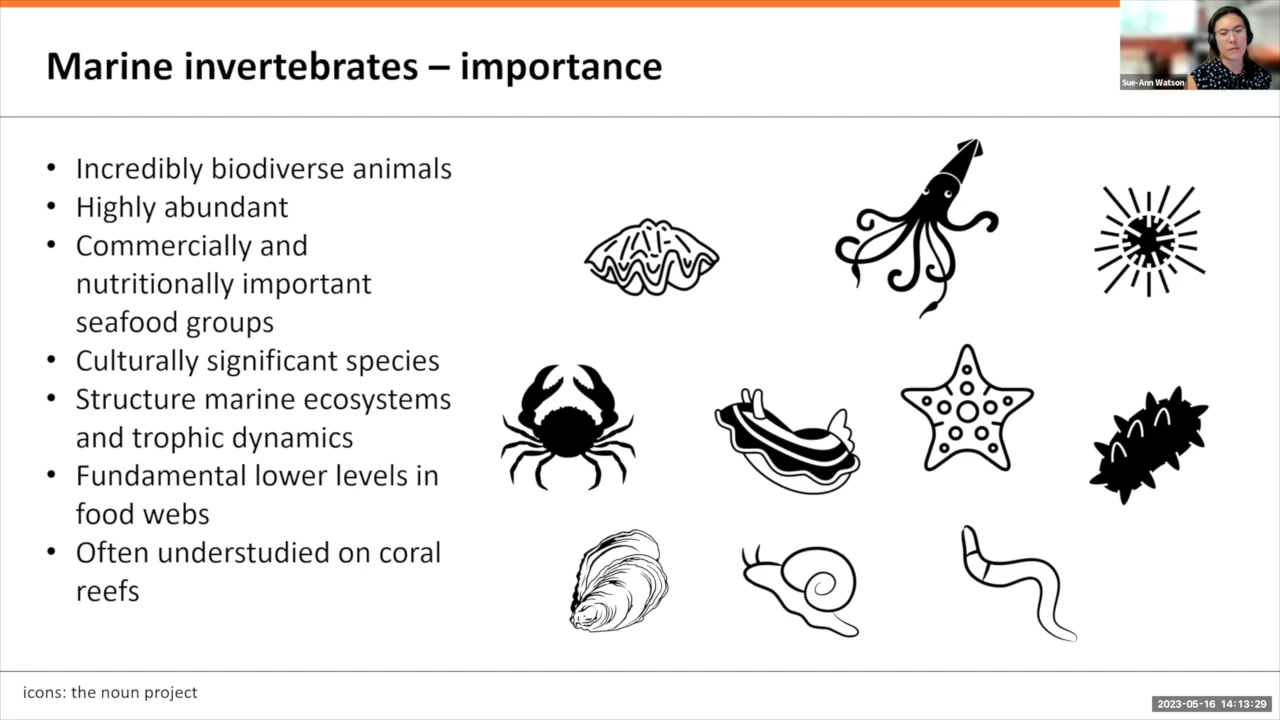 Marine invertebrates – importance
Sue-Ann Watson
• Incredibly biodiverse animals
• Highly abundant
• Commercially and
nutritionally important
seafood groups
• Culturally significant species
• Structure marine ecosystems
and trophic dynamics
• Fundamental lower levels in
food webs
• Often understudied on coral
reefs
icons: the noun project
2023-05-16 14:13:29